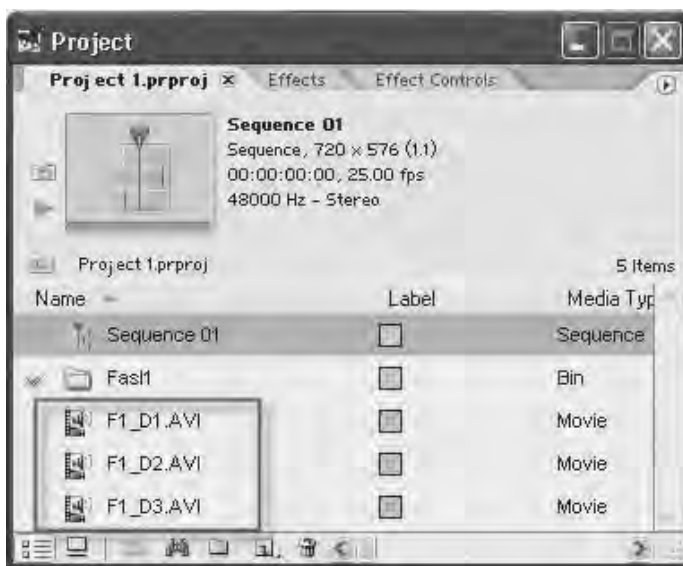 Project
Project 1.prproj × Effects Effect Controls
Sequence 01
Sequence, 720 × 576 (1.1)
00:00:00:00, 25.00 fps
48000 Hz - Stereo
Project 1.prproj 5 Items
Name Label Media Typ
Sequence 01 Sequence
Fasl1 Bin
F1_D1.AVI Movie
F1_D2.AVI Movie
F1_D3.AVI Movie